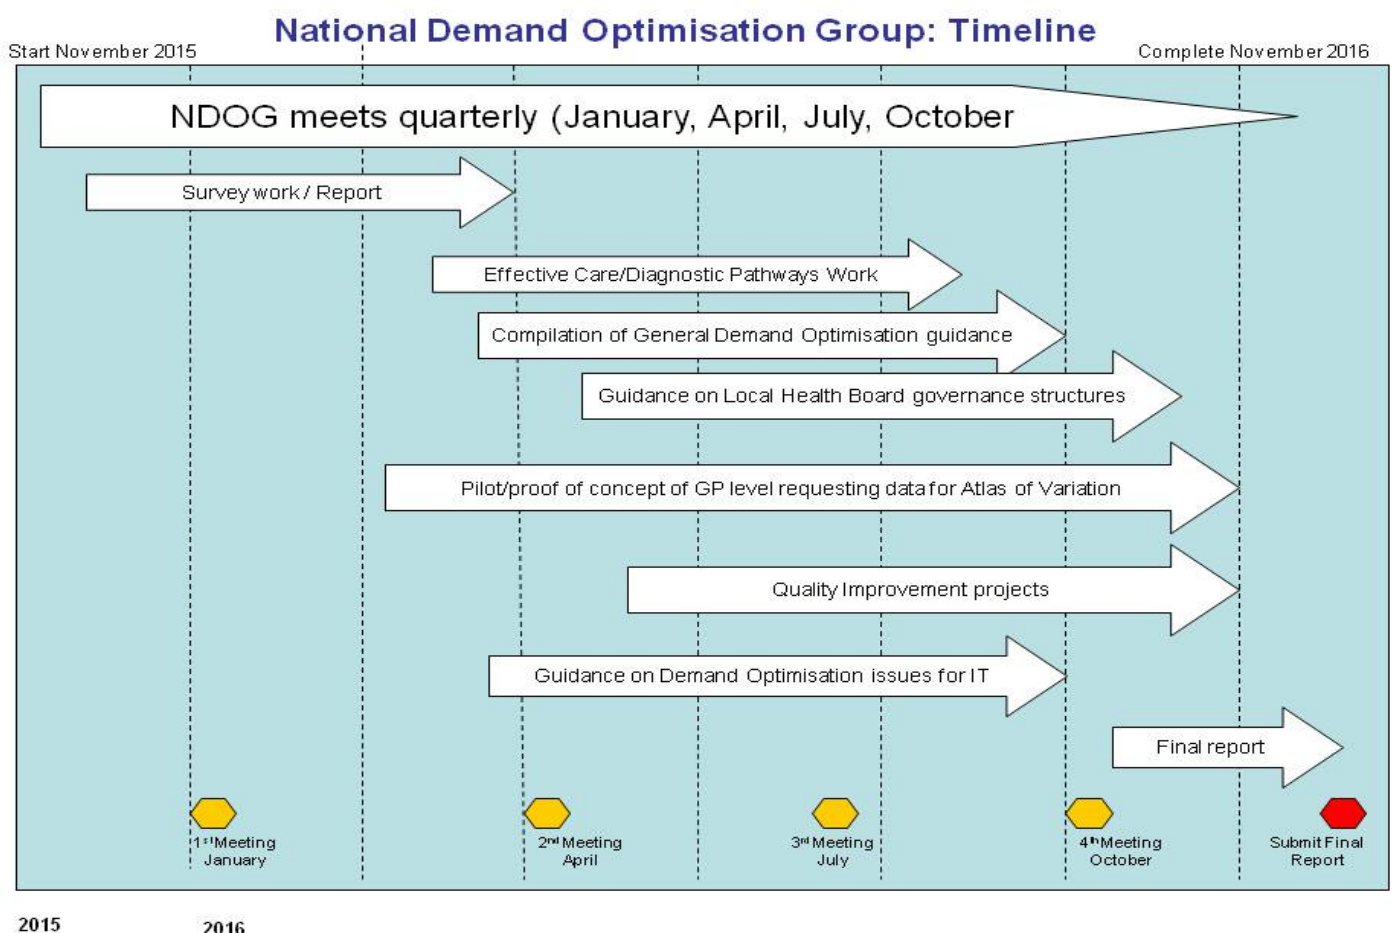 National Demand Optimisation Group: Timeline
Start November 2015
Complete November 2016
NDOG meets quarterly (January, April, July, October
Survey work / Report
Effective Care/Diagnostic Pathways Work
Compilation of General Demand Optimisation guidance
Guidance on Local Health Board governance structures
Pilot/proof of concept of GP level requesting data for Atlas of Variation
Quality Improvement projects
Guidance on Demand Optimisation issues for IT
Final report
1st Meeting
January
2nd Meeting
April
3rd Meeting
July
4th Meeting
October
Submit Final
Report
2015
2016